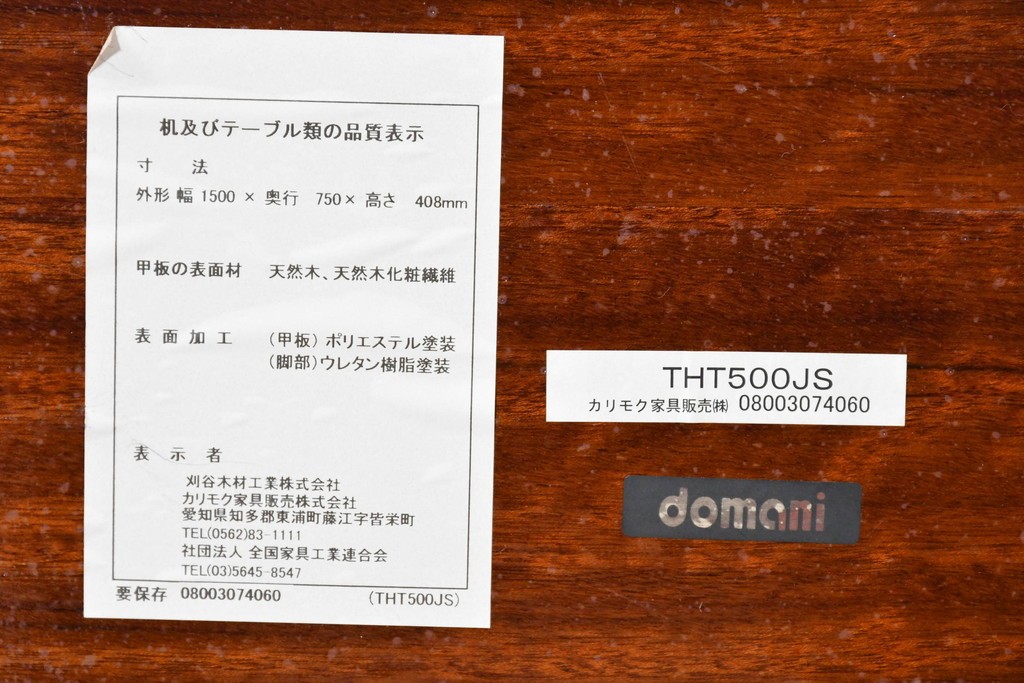 机及びテーブル類の品質表示
寸 法
外形 幅 1500 × 奥行 750× 高さ 408mm
甲板の表面材 天然木、天然木化粧繊維
表面加工 (甲板) ポリエステル塗装
(脚部)ウレタン樹脂塗装
表 示 者
刈谷木材工業株式会社
カリモク家具販売株式会社
愛知県知多郡東浦町藤江字皆栄町
TEL(0562)83-1111
社団法人 全国家具工業連合会
TEL(03)5645-8547
要保存 08003074060 (THT500JS)
THT500JS
カリモク家具販売㈱ 08003074060
domani